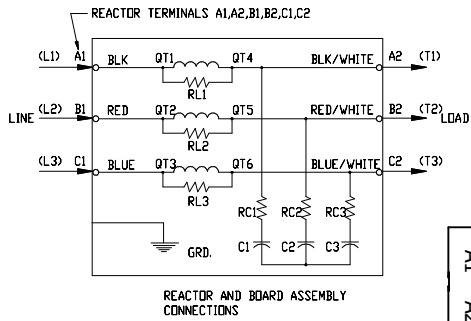 REACTOR TERMINALS A1,A2,B1,B2,C1,C2
(L1) A1 BLK QT1 QT4 BLK/WHITE A2 (T1)
RL1
(L2) B1 RED QT2 QT5 RED/WHITE B2 (T2)
LINE LOAD
RL2
(L3) C1 BLUE QT3 QT6 BLUE/WHITE C2 (T3)
RL3
RC1 RC2 RC3
C1 C2 C3
GRD.
REACTOR AND BOARD ASSEMBLY
CONNECTIONS
A1